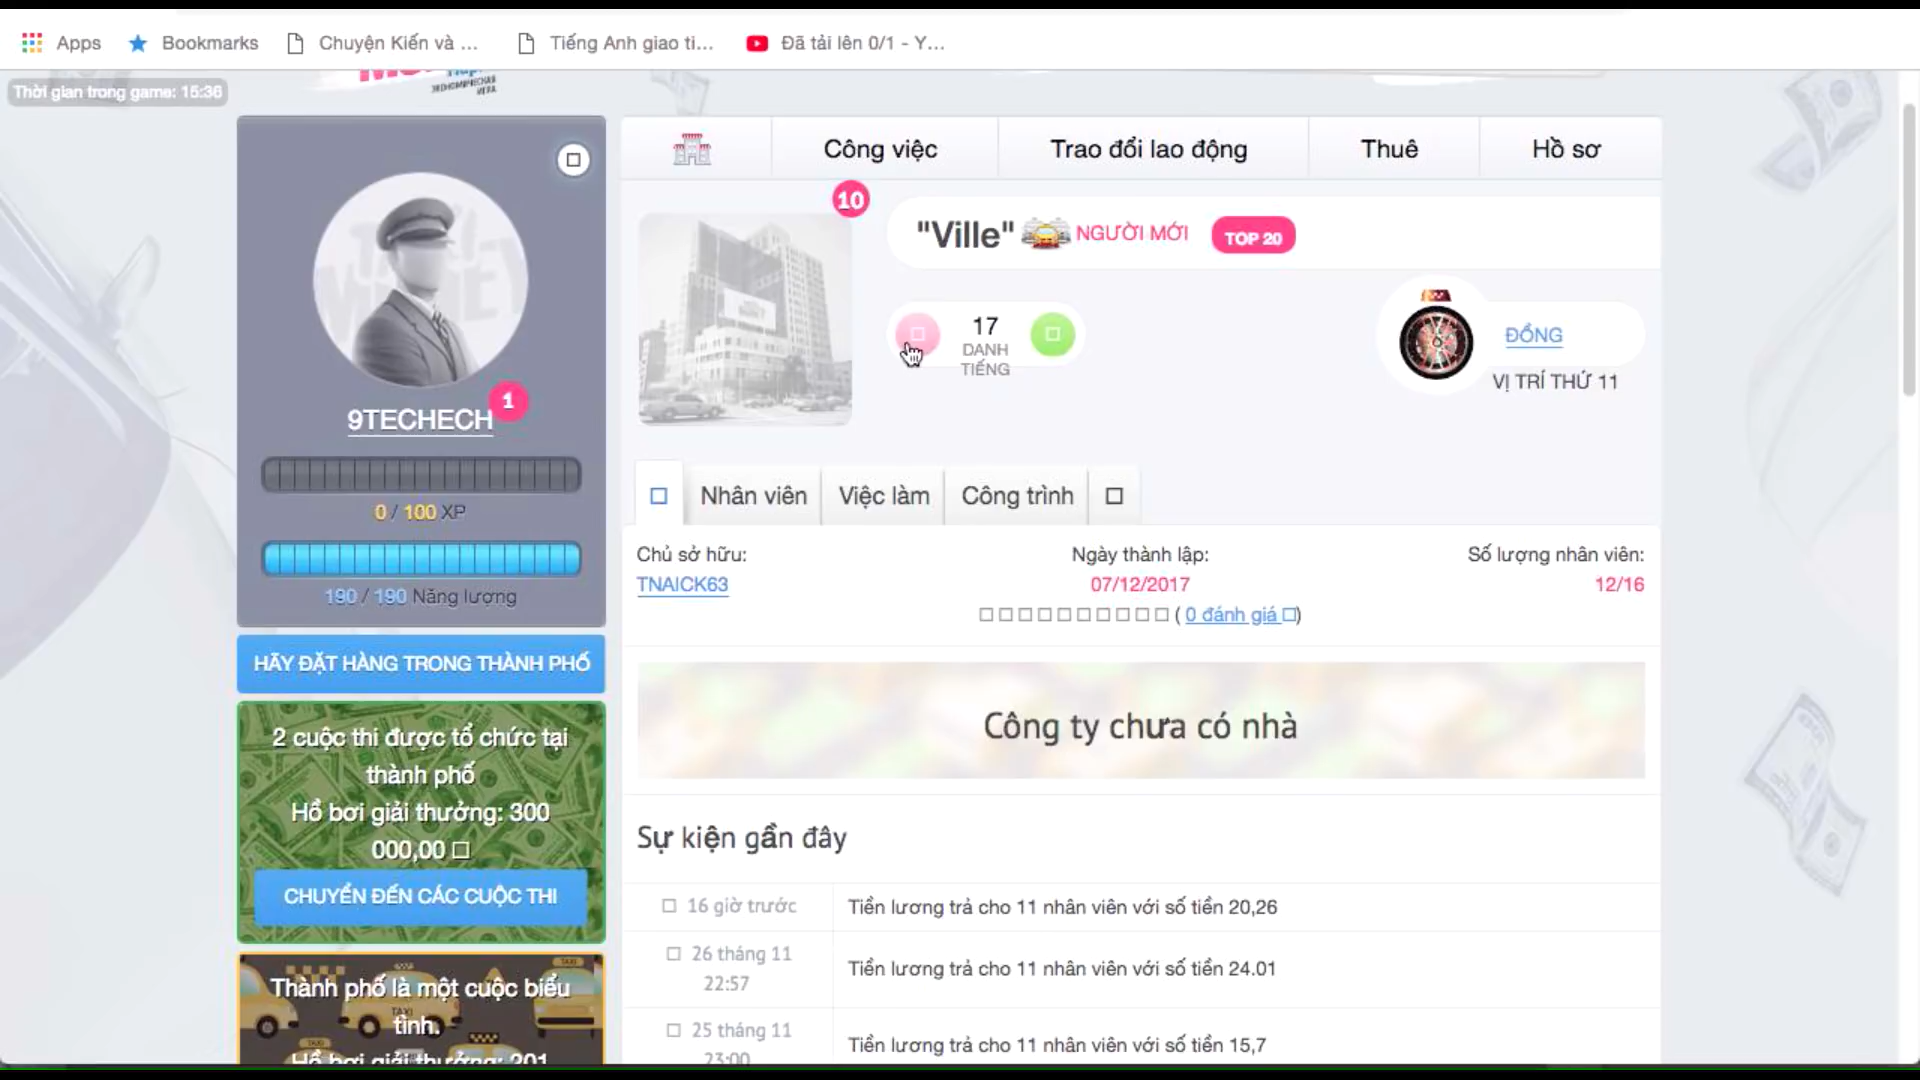 Apps
Bookmarks
Chuyện Kiến và ...
Tiếng Anh giao ti...
Đã tải lên 0/1 - Y...
Thời gian trong game: 15:36
9TECHECH
1
0 / 100 XP
190 / 190 Năng lượng
HÃY ĐẶT HÀNG TRONG THÀNH PHỐ
2 cuộc thi được tổ chức tại
thành phố
Hồ bơi giải thưởng: 300
000,00
CHUYỂN ĐẾN CÁC CUỘC THI
Thành phố là một cuộc biểu
tình.
Hồ bơi giải thưởng: 201
Công việc
Trao đổi lao động
Thuê
Hồ sơ
10
"Ville"
NGƯỜI MỚI
TOP 20
17
DANH
TIẾNG
ĐỒNG
VỊ TRÍ THỨ 11
Nhân viên
Việc làm
Công trình
Chủ sở hữu:
TNAICK63
Ngày thành lập:
07/12/2017
Số lượng nhân viên:
12/16
( 0 đánh giá )
Công ty chưa có nhà
Sự kiện gần đây
16 giờ trước
Tiền lương trả cho 11 nhân viên với số tiền 20,26
26 tháng 11
22:57
Tiền lương trả cho 11 nhân viên với số tiền 24.01
25 tháng 11
23:00
Tiền lương trả cho 11 nhân viên với số tiền 15,7